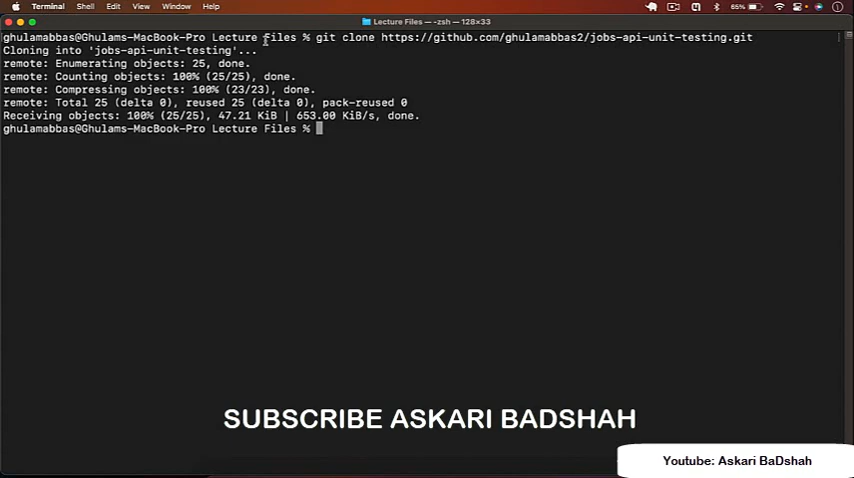 Terminal Shell Edit View Window Help 65%
Lecture Files — -zsh — 128×33
ghulamabbas@Ghulams-MacBook-Pro Lecture Files % git clone https://github.com/ghulamabbas2/jobs-api-unit-testing.git
Cloning into 'jobs-api-unit-testing'...
remote: Enumerating objects: 25, done.
remote: Counting objects: 100% (25/25), done.
remote: Compressing objects: 100% (23/23), done.
remote: Total 25 (delta 0), reused 25 (delta 0), pack-reused 0
Receiving objects: 100% (25/25), 47.21 KiB | 653.00 KiB/s, done.
ghulamabbas@Ghulams-MacBook-Pro Lecture Files %
SUBSCRIBE ASKARI BADSHAH
Youtube: Askari BaDshah